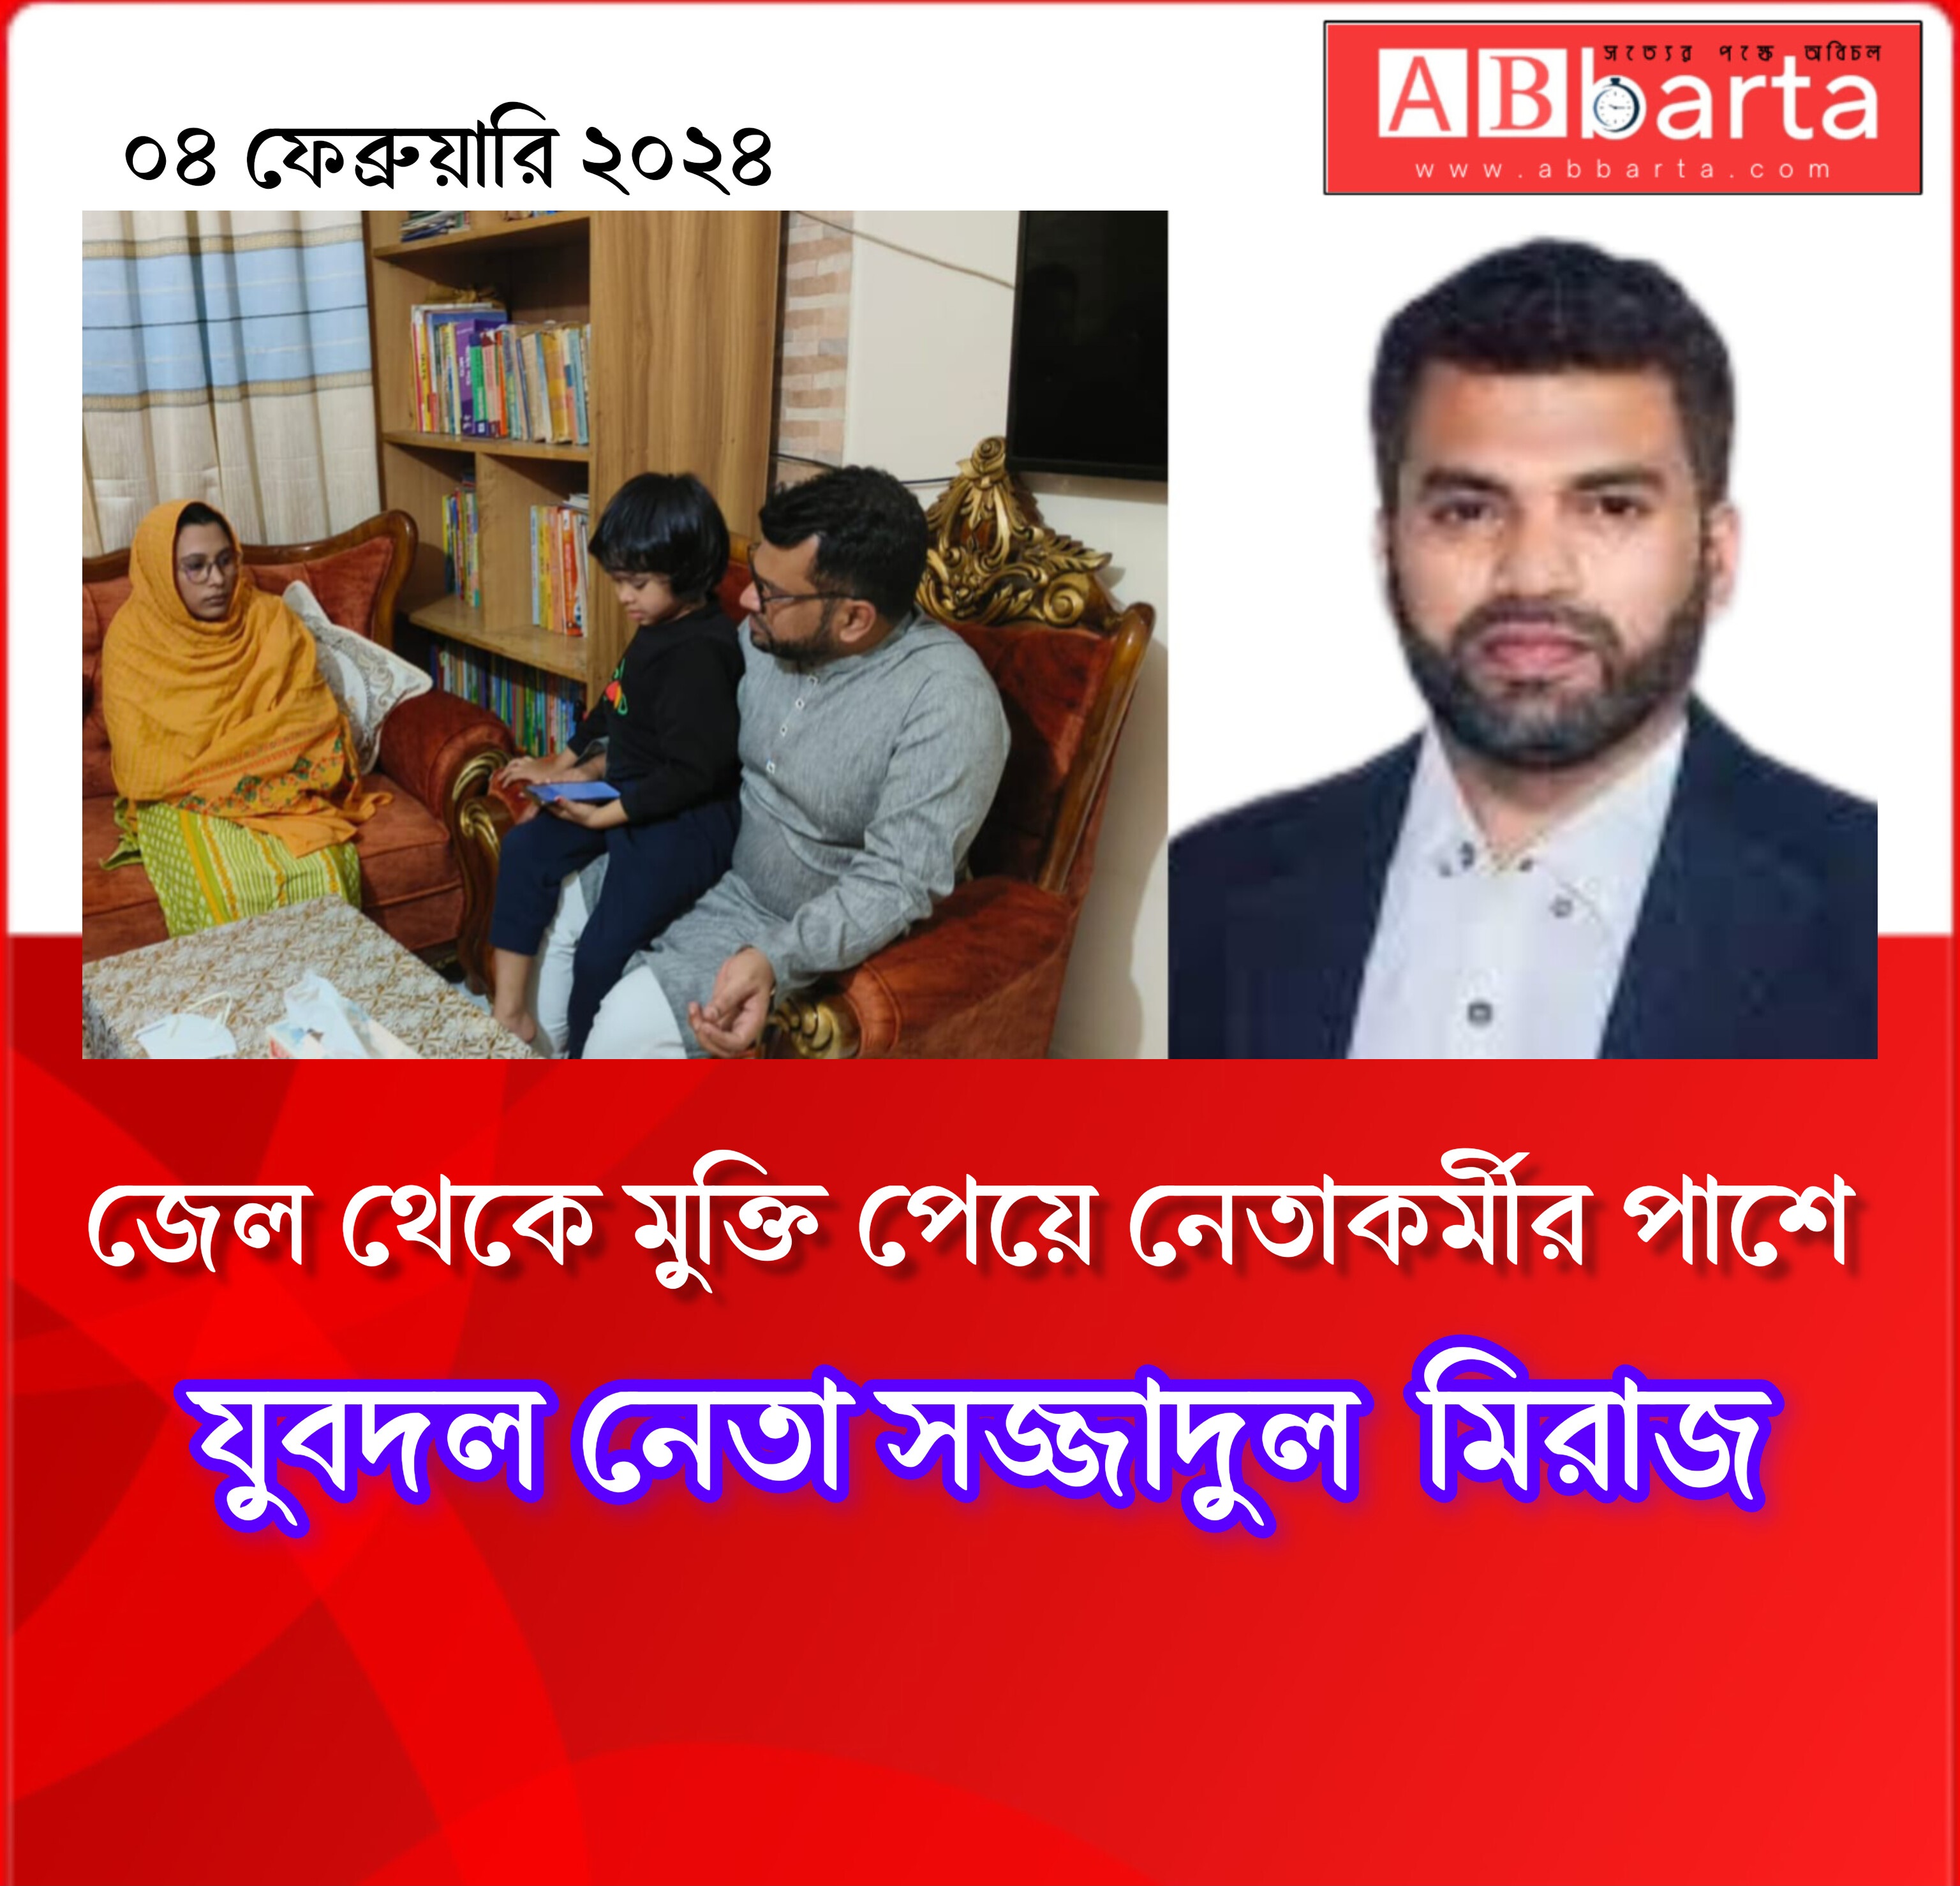 সত্যের পক্ষে অবিচল
ABbarta
www.abbarta.com
০৪ ফেব্রুয়ারি ২০২৪
জেল থেকে মুক্তি পেয়ে নেতাকর্মীর পাশে
যুবদল নেতা সজ্জাদুল মিরাজ